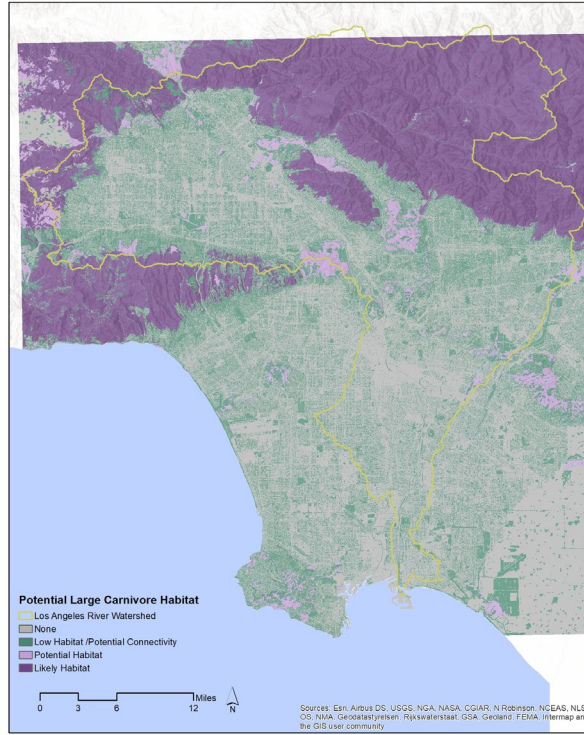 Potential Large Carnivore Habitat
Los Angeles River Watershed
None
Low Habitat /Potential Connectivity
Potential Habitat
Likely Habitat
Miles
0 3 6 12
N
Sources: Esri, Airbus DS, USGS, NGA, NASA, CGIAR, N Robinson, NCEAS, NLS
OS, NMA, Geodatastyrelsen, Rijkswaterstaat, GSA, Geoland, FEMA, Intermap an
the GIS user community